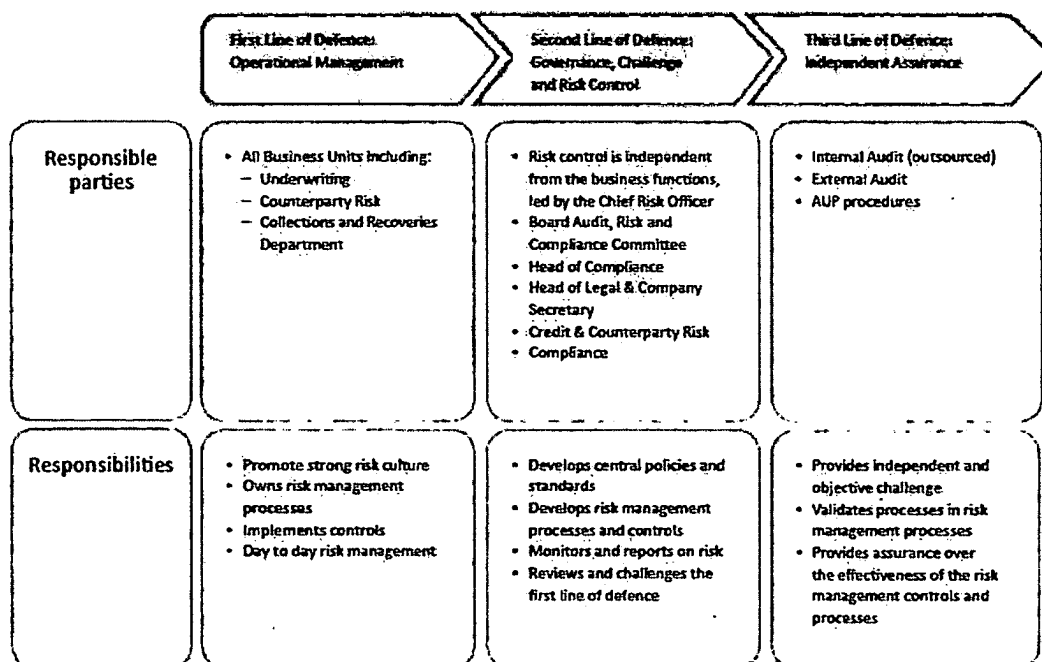 First Line of Defence:
Operational Management
Second Line of Defence:
Governance, Challenge
and Risk Control
Third Line of Defence:
Independent Assurance
Responsible
parties
• All Business Units including:
– Underwriting
– Counterparty Risk
– Collections and Recoveries
Department
• Risk control is independent
from the business functions,
led by the Chief Risk Officer
• Board Audit, Risk and
Compliance Committee
• Head of Compliance
• Head of Legal & Company
Secretary
• Credit & Counterparty Risk
• Compliance
• Internal Audit (outsourced)
• External Audit
• AUP procedures
Responsibilities
• Promote strong risk culture
• Owns risk management
processes
• Implements controls
• Day to day risk management
• Develops central policies and
standards
• Develops risk management
processes and controls
• Monitors and reports on risk
• Reviews and challenges the
first line of defence
• Provides independent and
objective challenge
• Validates processes in risk
management processes
• Provides assurance over
the effectiveness of the risk
management controls and
processes